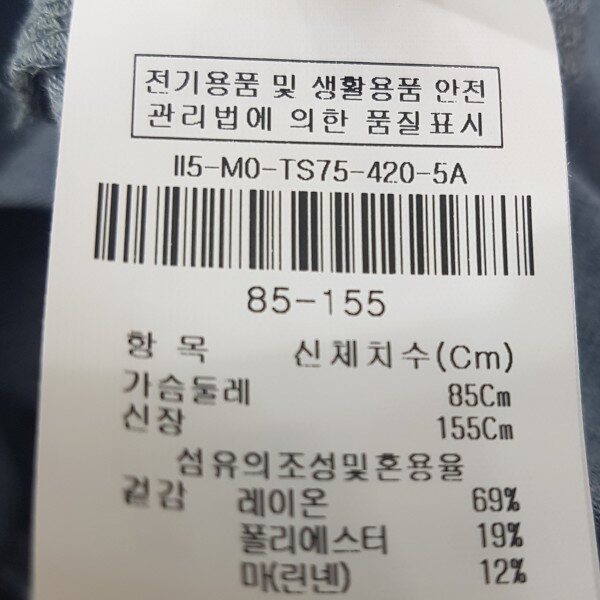 전기용품 및 생활용품 안전
관리법에 의한 품질표시
II5-M0-TS75-420-5A
85-155
항 목 신체치수(Cm)
가슴둘레 85Cm
신장 155Cm
섬유의조성및혼용율
겉감 레이온 69%
폴리에스터 19%
마(린넨) 12%